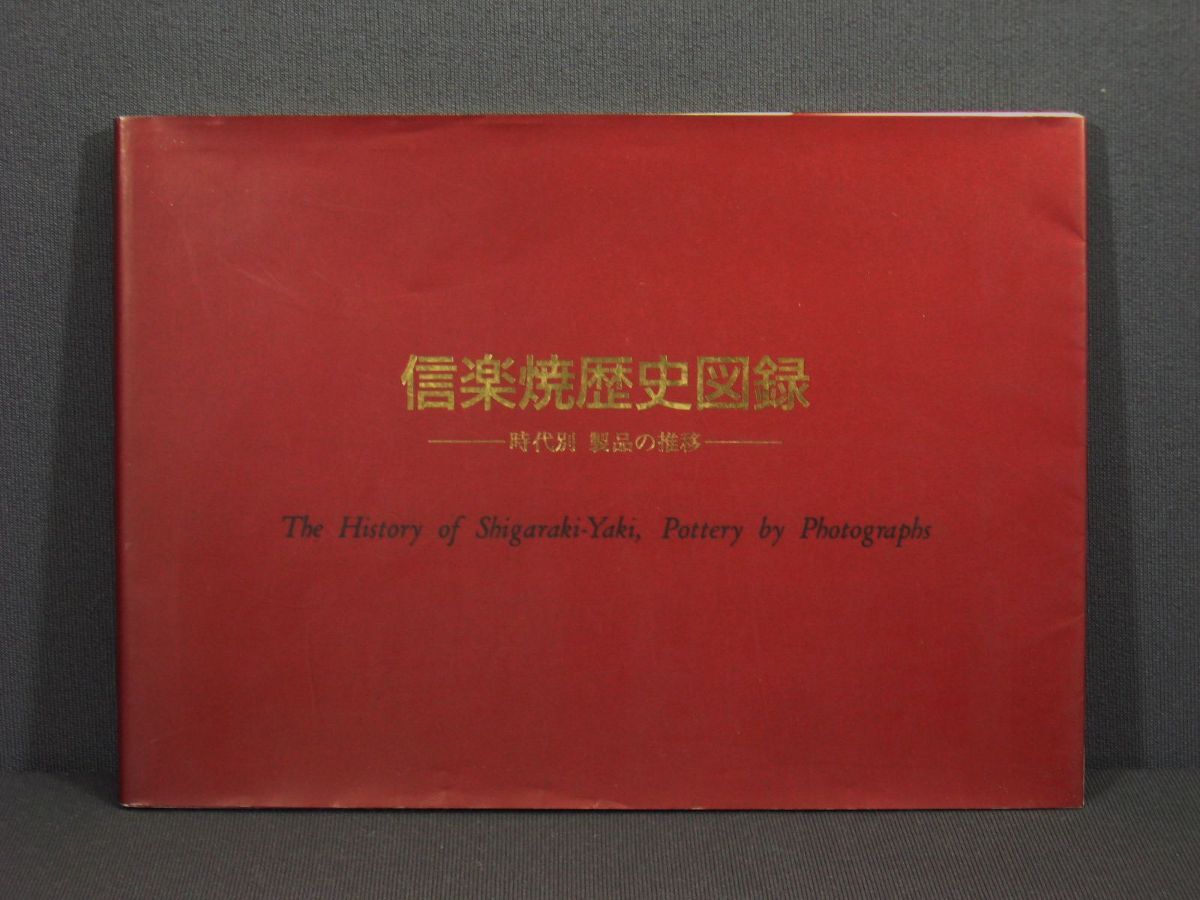 信楽焼歴史図録
時代別 製品の推移
The History of Shigaraki-Yaki, Pottery by Photographs